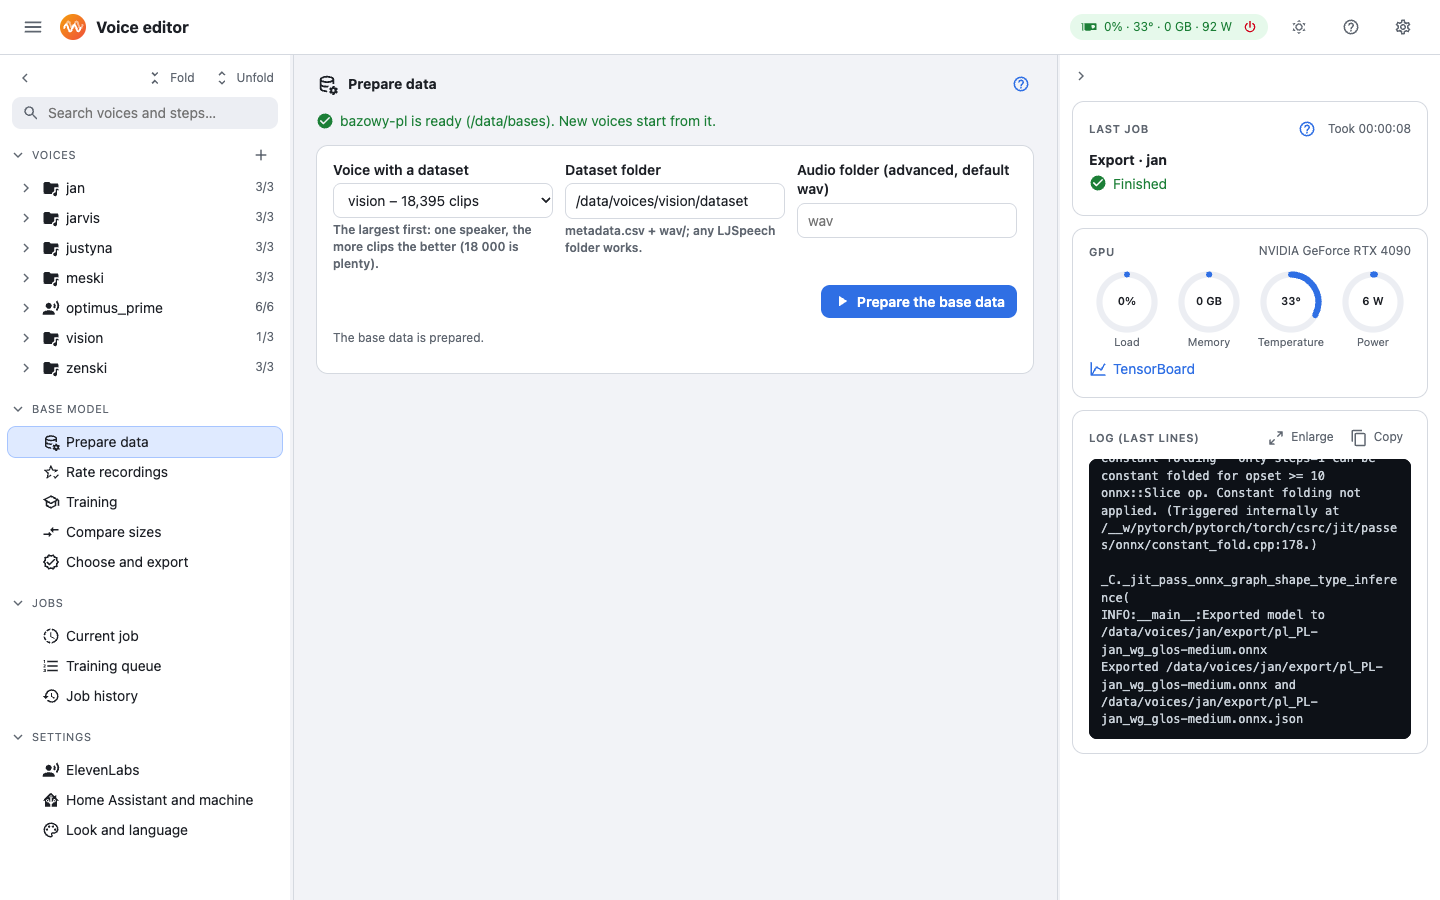 Voice editor
0% · 33° · 0 GB · 92 W
Fold
Unfold
Search voices and steps...
VOICES
jan 3/3
jarvis 3/3
justyna 3/3
meski 3/3
optimus_prime 6/6
vision 1/3
zenski 3/3
BASE MODEL
Prepare data
Rate recordings
Training
Compare sizes
Choose and export
JOBS
Current job
Training queue
Job history
SETTINGS
ElevenLabs
Home Assistant and machine
Look and language
Prepare data
bazowy-pl is ready (/data/bases). New voices start from it.
Voice with a dataset
vision – 18,395 clips
The largest first: one speaker, the
more clips the better (18 000 is
plenty).
Dataset folder
/data/voices/vision/dataset
metadata.csv + wav/; any LJSpeech
folder works.
Audio folder (advanced, default
wav)
wav
Prepare the base data
The base data is prepared.
LAST JOB
Took 00:00:08
Export · jan
Finished
GPU
NVIDIA GeForce RTX 4090
0%
0 GB
33°
6 W
Load
Memory
Temperature
Power
TensorBoard
LOG (LAST LINES)
Enlarge
Copy
Constant folding - Only steps=1 can be
constant folded for opset >= 10
onnx::Slice op. Constant folding not
applied. (Triggered internally at
/__w/pytorch/pytorch/torch/csrc/jit/passe
s/onnx/constant_fold.cpp:178.)
_C._jit_pass_onnx_graph_shape_type_infere
nce(
INFO:__main__:Exported model to
/data/voices/jan/export/pl_PL-
jan_wg_glos-medium.onnx
Exported /data/voices/jan/export/pl_PL-
jan_wg_glos-medium.onnx and
/data/voices/jan/export/pl_PL-
jan_wg_glos-medium.onnx.json